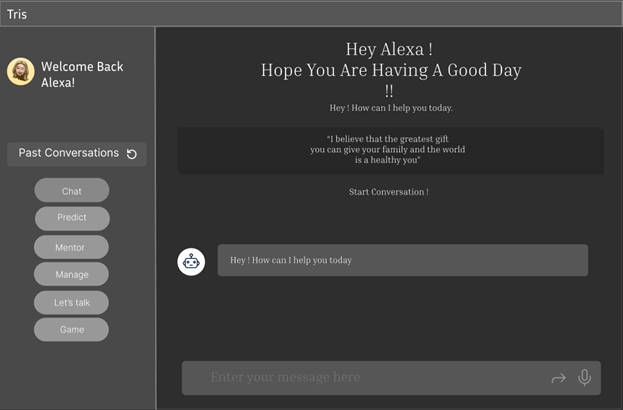 Tris
Welcome Back
Alexa!
Past Conversations
Chat
Predict
Mentor
Manage
Let's talk
Game
Hey Alexa !
Hope You Are Having A Good Day
!!
Hey ! How can I help you today.
“I believe that the greatest gift
you can give your family and the world
is a healthy you”
Start Conversation !
Hey ! How can I help you today
Enter your message here